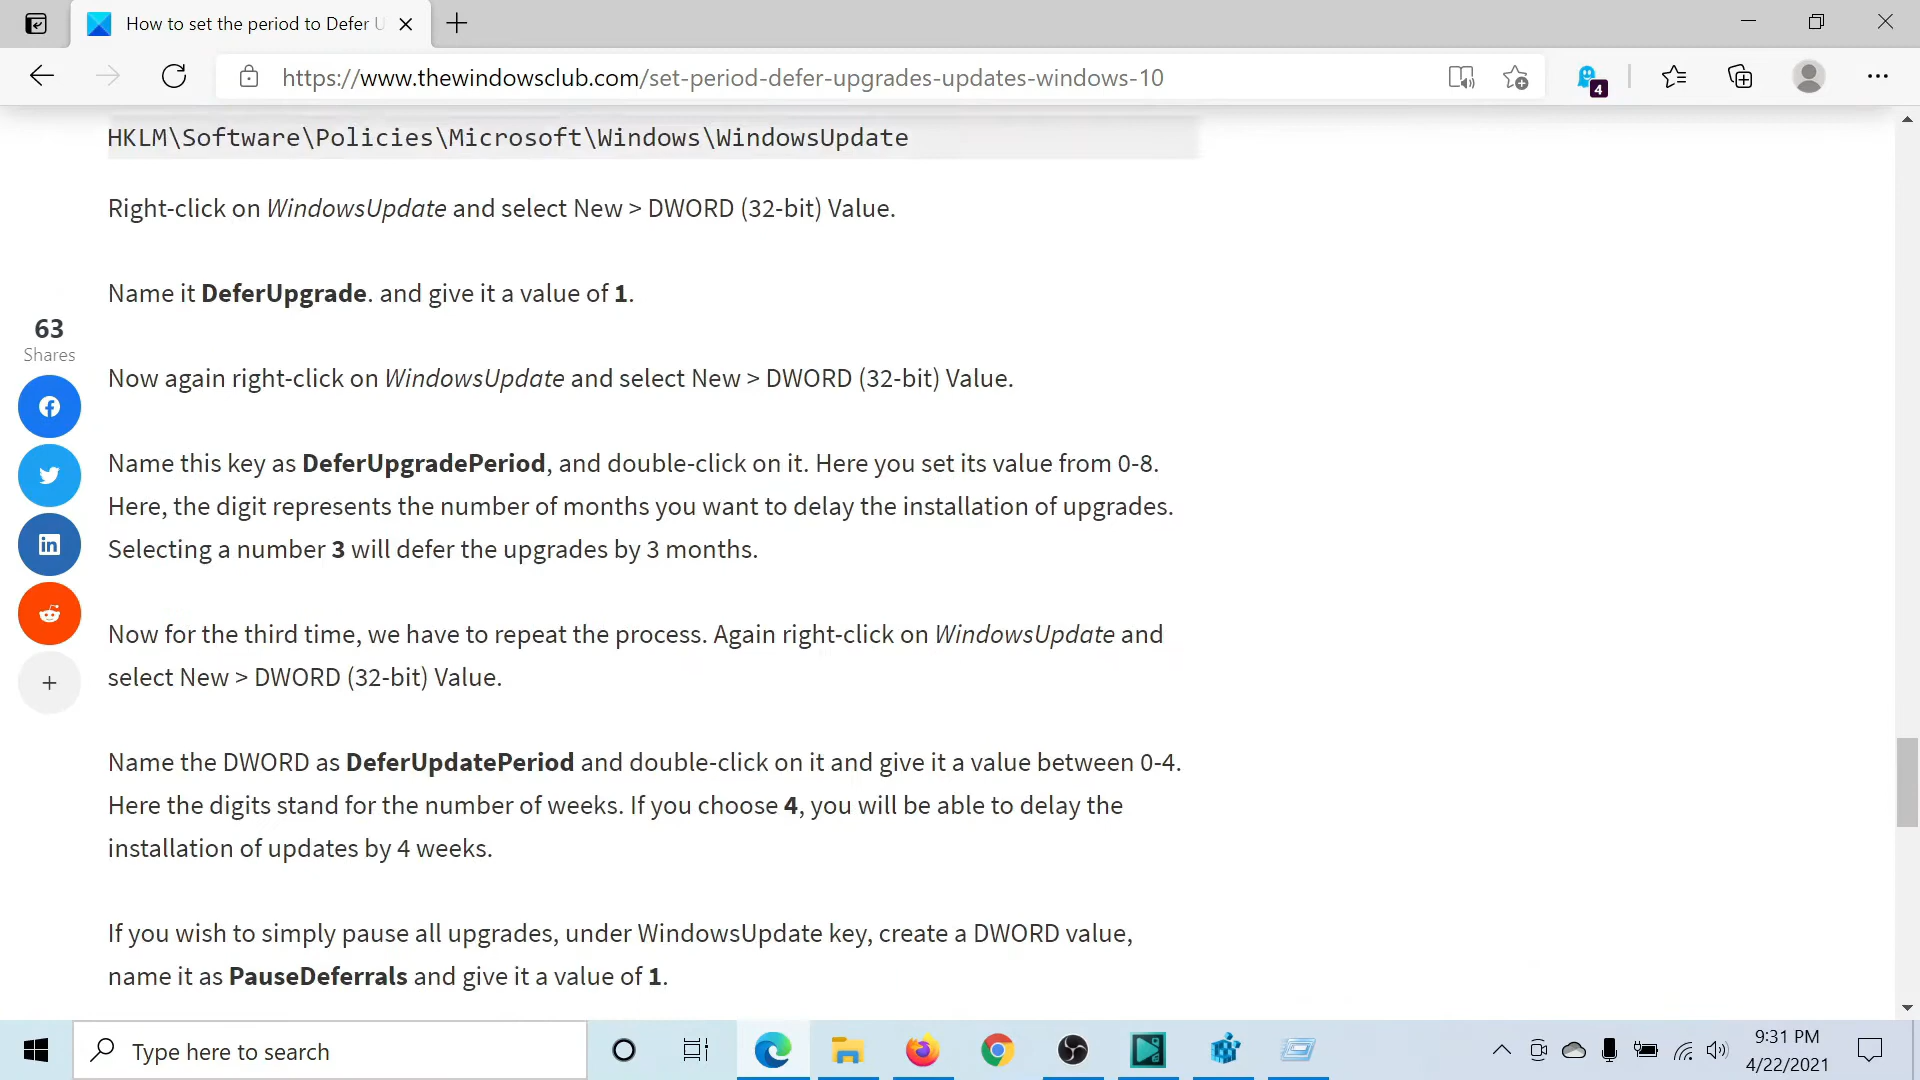 How to set the period to Defer U
https://www.thewindowsclub.com/set-period-defer-upgrades-updates-windows-10
4
HKLM\Software\Policies\Microsoft\Windows\WindowsUpdate
Right-click on WindowsUpdate and select New > DWORD (32-bit) Value.
Name it DeferUpgrade. and give it a value of 1.
63
Shares
Now again right-click on WindowsUpdate and select New > DWORD (32-bit) Value.
Name this key as DeferUpgradePeriod, and double-click on it. Here you set its value from 0-8.
Here, the digit represents the number of months you want to delay the installation of upgrades.
Selecting a number 3 will defer the upgrades by 3 months.
Now for the third time, we have to repeat the process. Again right-click on WindowsUpdate and
select New > DWORD (32-bit) Value.
Name the DWORD as DeferUpdatePeriod and double-click on it and give it a value between 0-4.
Here the digits stand for the number of weeks. If you choose 4, you will be able to delay the
installation of updates by 4 weeks.
If you wish to simply pause all upgrades, under WindowsUpdate key, create a DWORD value,
name it as PauseDeferrals and give it a value of 1.
Type here to search
9:31 PM
4/22/2021